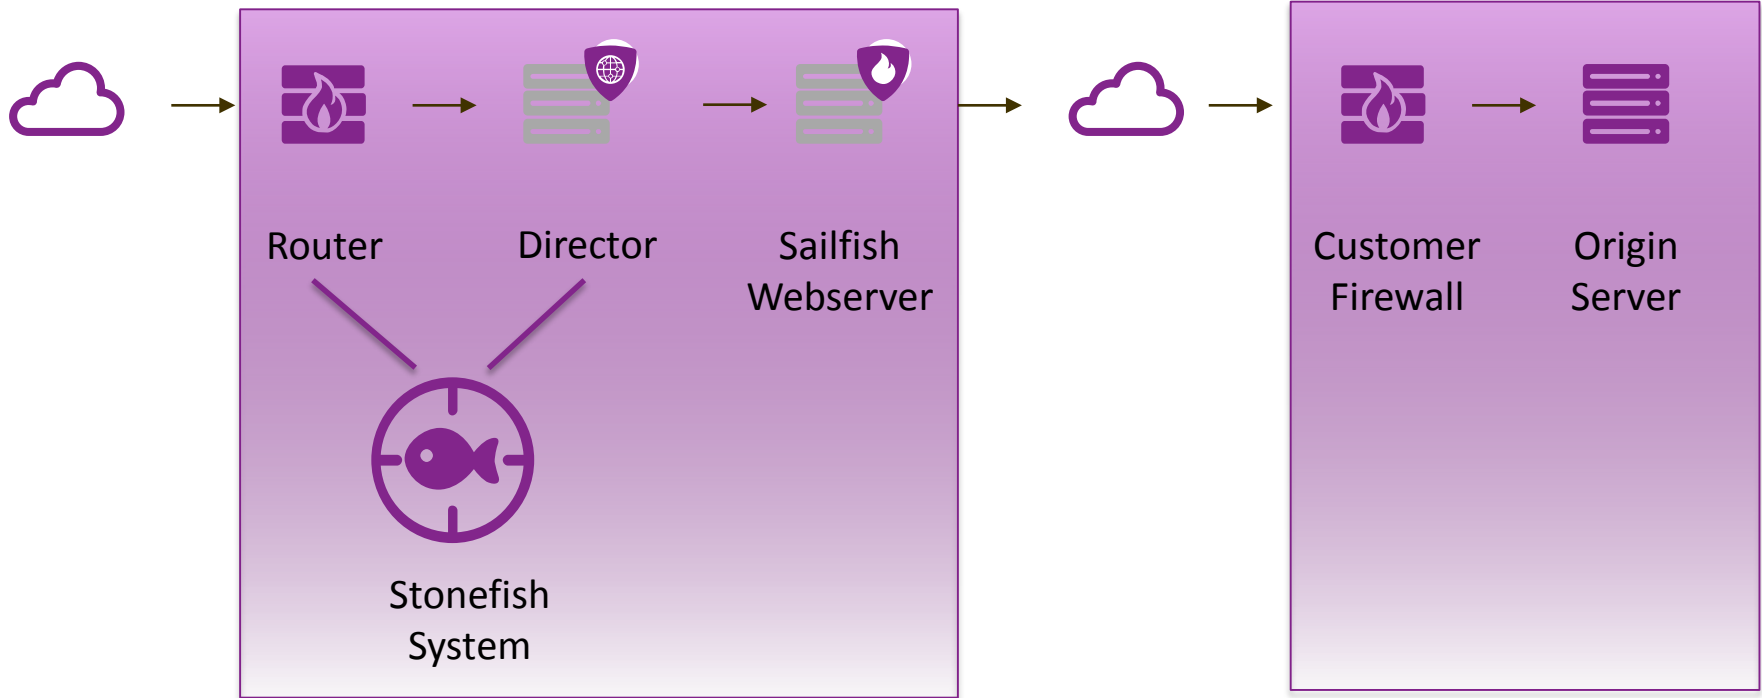 Router
Director
Sailfish
Webserver
Customer
Firewall
Origin
Server
Stonefish
System